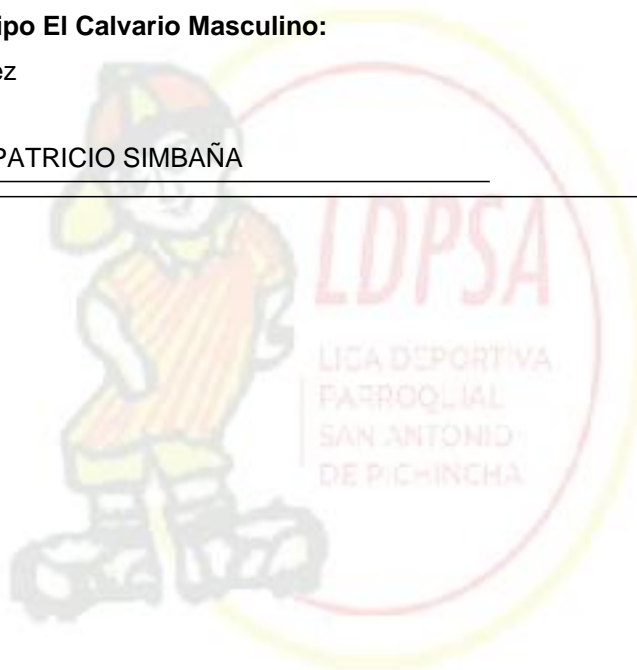 ipo El Calvario Masculino:
ez
PATRICIO SIMBAÑA
LDPSA
LIGA DEPORTIVA
PARROQUIAL
SAN ANTONIO
DE PICHINCHA